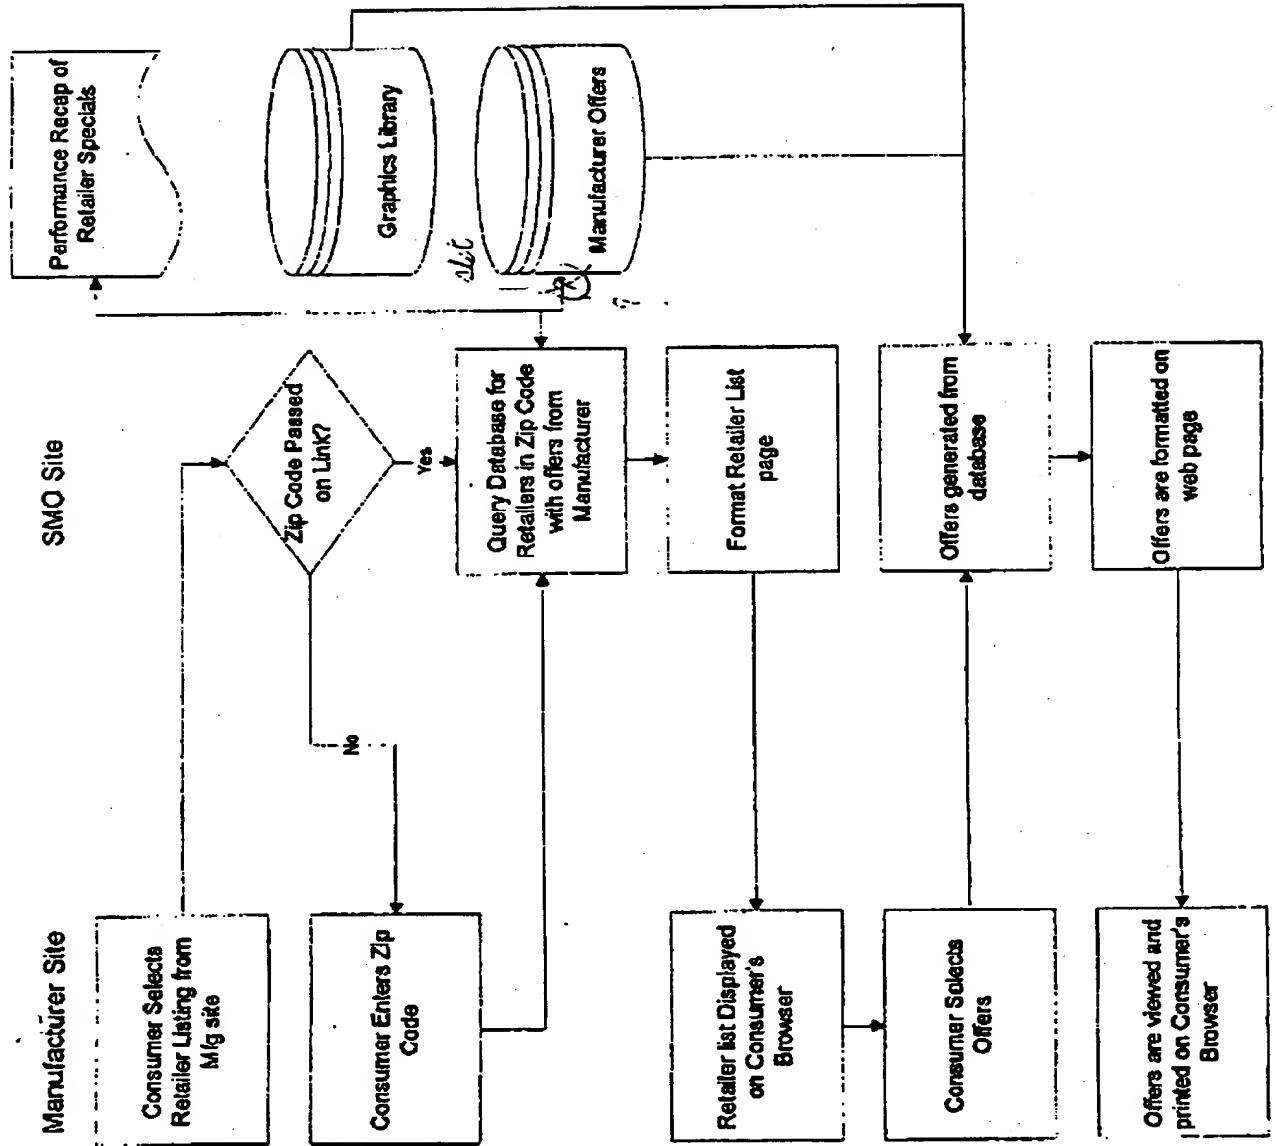 Manufacturer Site
SMO Site
Consumer Selects
Retailer Listing from
Mfg site
Zip Code Passed
on Link?
No
Yes
Consumer Enters Zip
Code
Query Database for
Retailers in Zip Code
with offers from
Manufacturer
Performance Recap of
Retailer Specials
Graphics Library
Manufacturer Offers
Format Retailer List
page
Retailer list Displayed
on Consumer's
Browser
Consumer Selects
Offers
Offers generated from
database
Offers are formatted on
web page
Offers are viewed and
printed on Consumer's
Browser